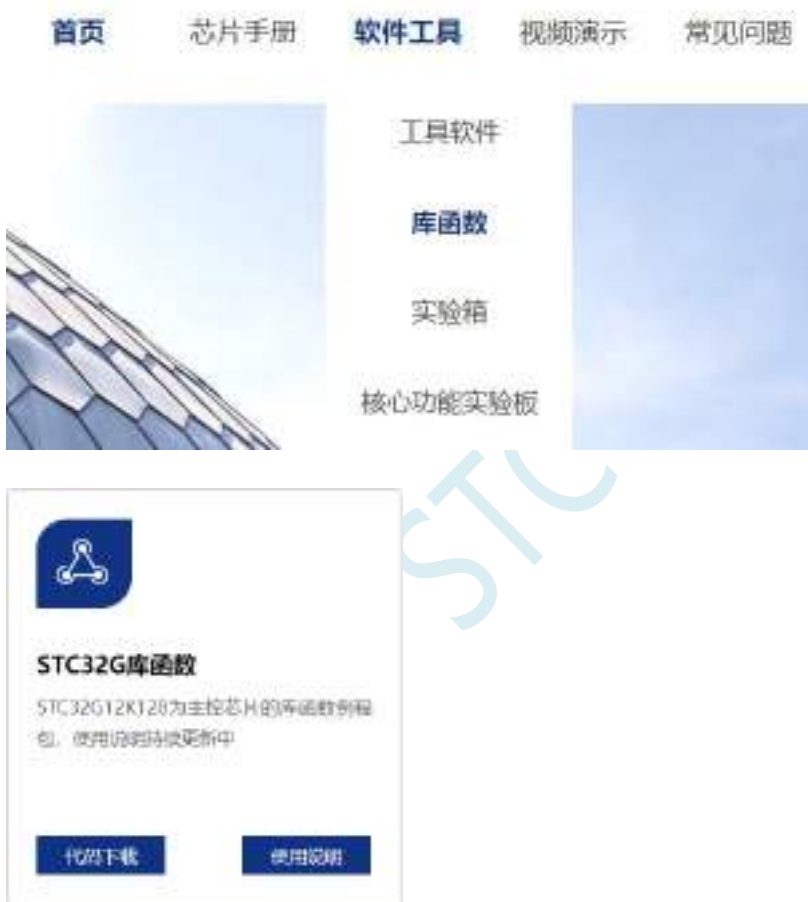 首页 芯片手册 软件工具 视频演示 常见问题
工具软件
库函数
实验箱
核心功能实验板
STC
STC32G库函数
STC32G12K128为主控芯片的库函数例程
包，使用说明持续更新中
代码下载 使用说明